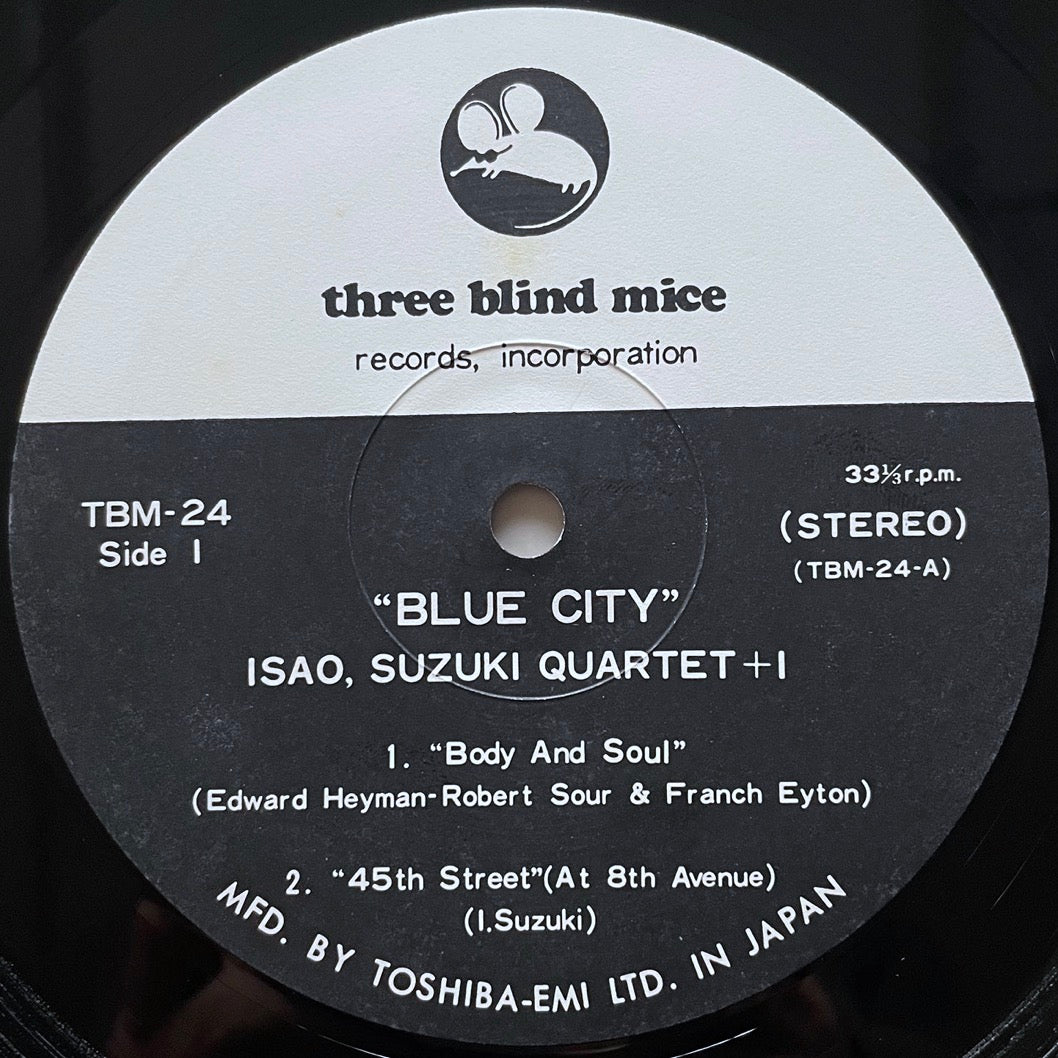 three blind mice
records, incorporation
33⅓ r.p.m.
TBM-24
(STEREO)
Side 1
(TBM-24-A)
“BLUE CITY”
ISAO, SUZUKI QUARTET+1
1. “Body And Soul”
(Edward Heyman-Robert Sour & Franch Eyton)
2. “45th Street”(At 8th Avenue)
(I.Suzuki)
MFD. BY TOSHIBA-EMI LTD. IN JAPAN